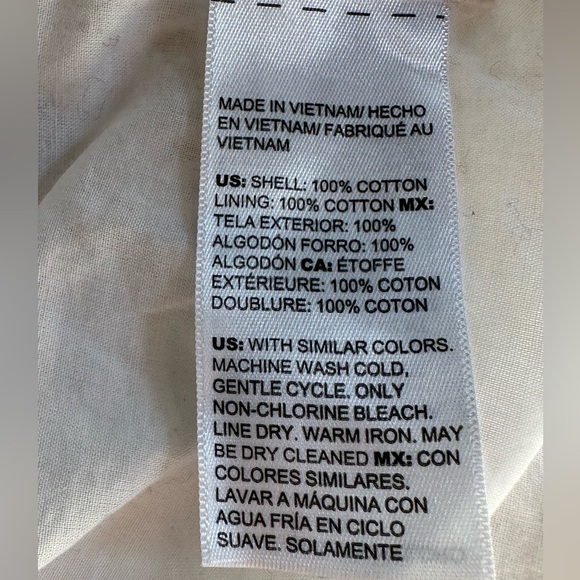 MADE IN VIETNAM/ HECHO
EN VIETNAM/ FABRIQUÉ AU
VIETNAM
US: SHELL: 100% COTTON
LINING: 100% COTTON MX:
TELA EXTERIOR: 100%
ALGODÓN FORRO: 100%
ALGODÓN CA: ÉTOFFE
EXTÉRIEURE: 100% COTON
DOUBLURE: 100% COTON
US: WITH SIMILAR COLORS.
MACHINE WASH COLD,
GENTLE CYCLE. ONLY
NON-CHLORINE BLEACH.
LINE DRY. WARM IRON. MAY
BE DRY CLEANED MX: CON
COLORES SIMILARES.
LAVAR A MÁQUINA CON
AGUA FRÍA EN CICLO
SUAVE. SOLAMENTE